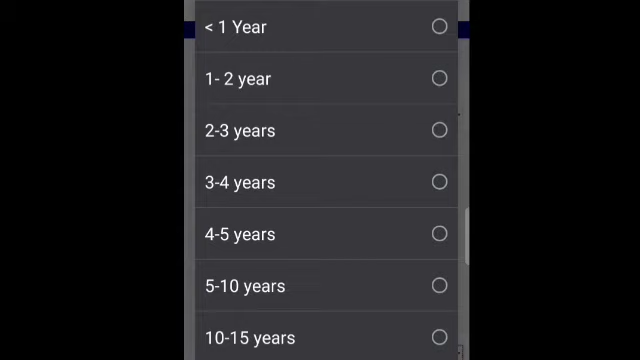 < 1 Year
1- 2 year
2-3 years
3-4 years
4-5 years
5-10 years
10-15 years